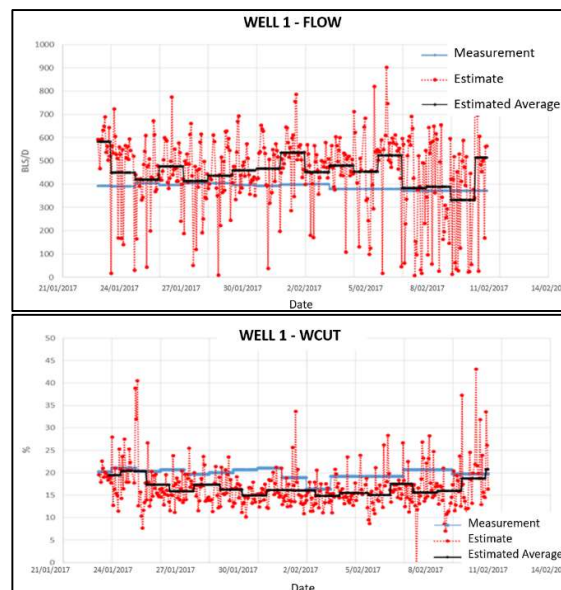 WELL 1 - FLOW
1000
900
800
700
600
500
400
300
200
100
0
BLS/D
Measurement
Estimate
Estimated Average
21/01/2017 24/01/2017 27/01/2017 30/01/2017 2/02/2017 5/02/2017 8/02/2017 11/02/2017 14/02/2017
Date
WELL 1 - WCUT
50
45
40
35
30
25
20
15
10
5
0
%
Measurement
Estimate
Estimated Average
21/01/2017 24/01/2017 27/01/2017 30/01/2017 2/02/2017 5/02/2017 8/02/2017 11/02/2017 14/02/2017
Date